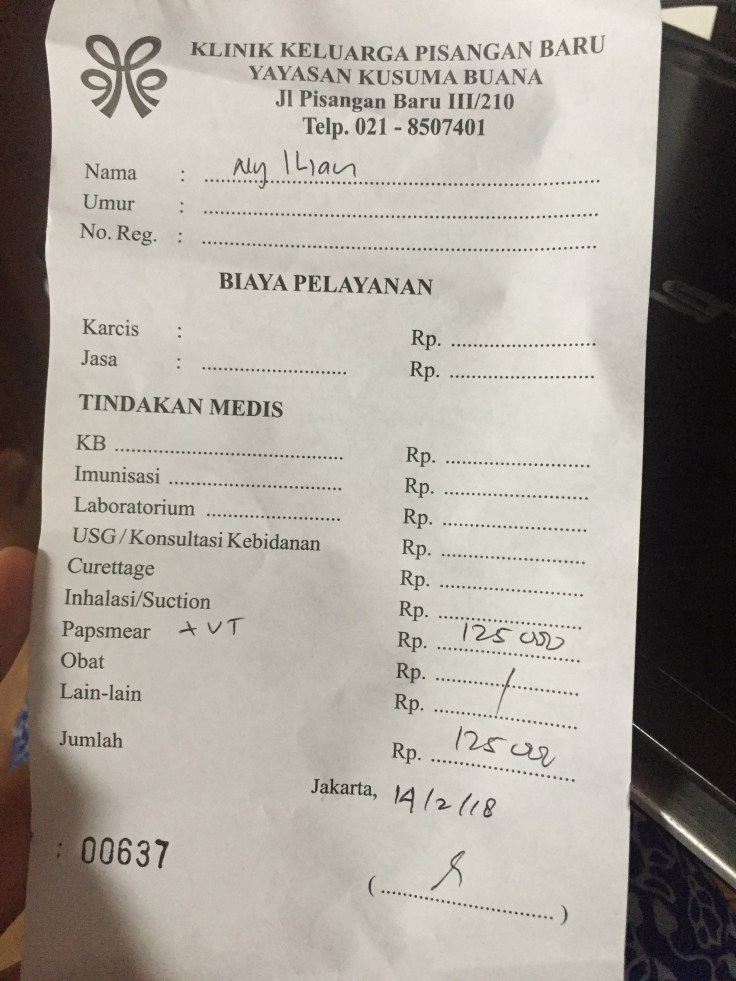 KLINIK KELUARGA PISANGAN BARU
YAYASAN KUSUMA BUANA
Jl Pisangan Baru III/210
Telp. 021 - 8507401
Nama : Ny Lian
Umur :
No. Reg. :
BIAYA PELAYANAN
Karcis : Rp.
Jasa : Rp.
TINDAKAN MEDIS
KB Rp.
Imunisasi Rp.
Laboratorium Rp.
USG / Konsultasi Kebidanan Rp.
Curettage Rp.
Inhalasi/Suction Rp.
Papsmear + VT Rp. 125 000
Obat Rp.
Lain-lain Rp.
Jumlah Rp. 125 000
Jakarta, 14/2/18
: 00637
(                    )